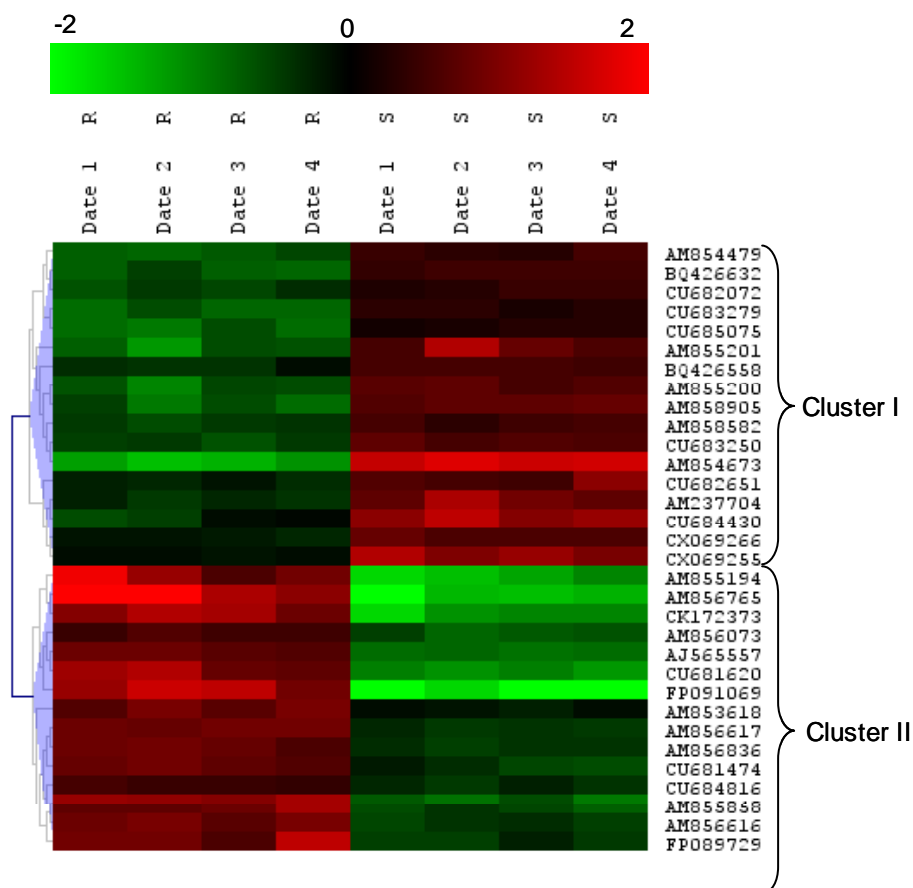 -2 0 2
R R R R S S S S
Date 1 Date 2 Date 3 Date 4 Date 1 Date 2 Date 3 Date 4
AM854479
BQ426632
CU682072
CU683279
CU685075
AM855201
BQ426558
AM855200
AM858905
AM858582
CU683250
AM854673
CU682651
AM237704
CU684430
CX069266
CX069255
Cluster I
AM855194
AM856765
CK172373
AM856073
AJ565557
CU681620
FP091069
AM853618
AM856617
AM856836
CU681474
CU684816
AM855858
AM856616
FP089729
Cluster II